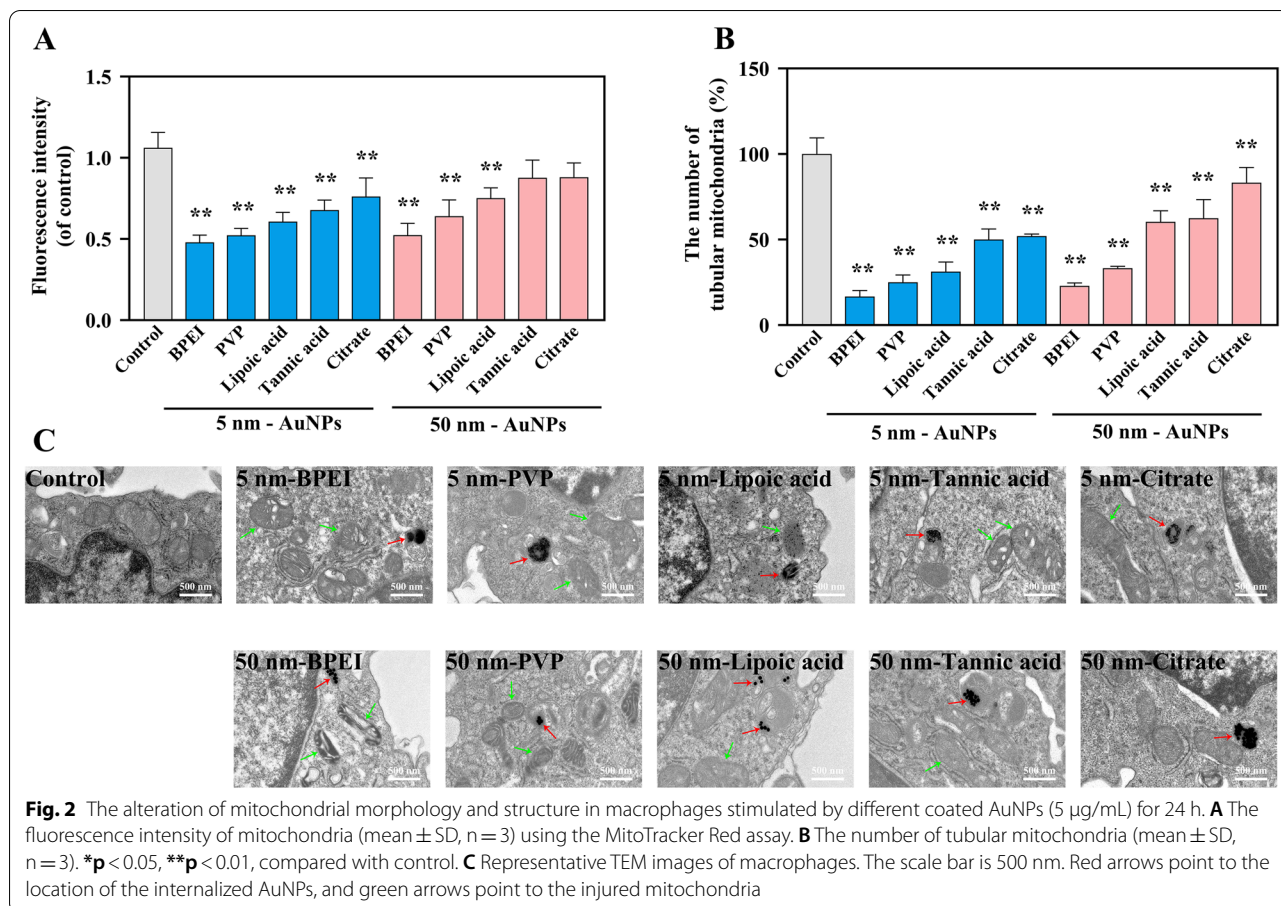 A
Fluorescence intensity
(of control)
1.5
1.0
0.5
0.0
** ** ** ** ** ** ** **
Control BPEI PVP Lipoic acid Tannic acid Citrate BPEI PVP Lipoic acid Tannic acid Citrate
5 nm - AuNPs 50 nm - AuNPs
B
The number of
tubular mitochondria (%)
150
100
50
0
** ** ** ** ** ** ** ** ** **
Control BPEI PVP Lipoic acid Tannic acid Citrate BPEI PVP Lipoic acid Tannic acid Citrate
5 nm - AuNPs 50 nm - AuNPs
C
Control 5 nm-BPEI 5 nm-PVP 5 nm-Lipoic acid 5 nm-Tannic acid 5 nm-Citrate
500 nm 500 nm 500 nm 500 nm 500 nm 500 nm
50 nm-BPEI 50 nm-PVP 50 nm-Lipoic acid 50 nm-Tannic acid 50 nm-Citrate
500 nm 500 nm 500 nm 500 nm 500 nm
Fig. 2 The alteration of mitochondrial morphology and structure in macrophages stimulated by different coated AuNPs (5 μg/mL) for 24 h. A The
fluorescence intensity of mitochondria (mean ± SD, n = 3) using the MitoTracker Red assay. B The number of tubular mitochondria (mean ± SD,
n = 3). *p < 0.05, **p < 0.01, compared with control. C Representative TEM images of macrophages. The scale bar is 500 nm. Red arrows point to the
location of the internalized AuNPs, and green arrows point to the injured mitochondria